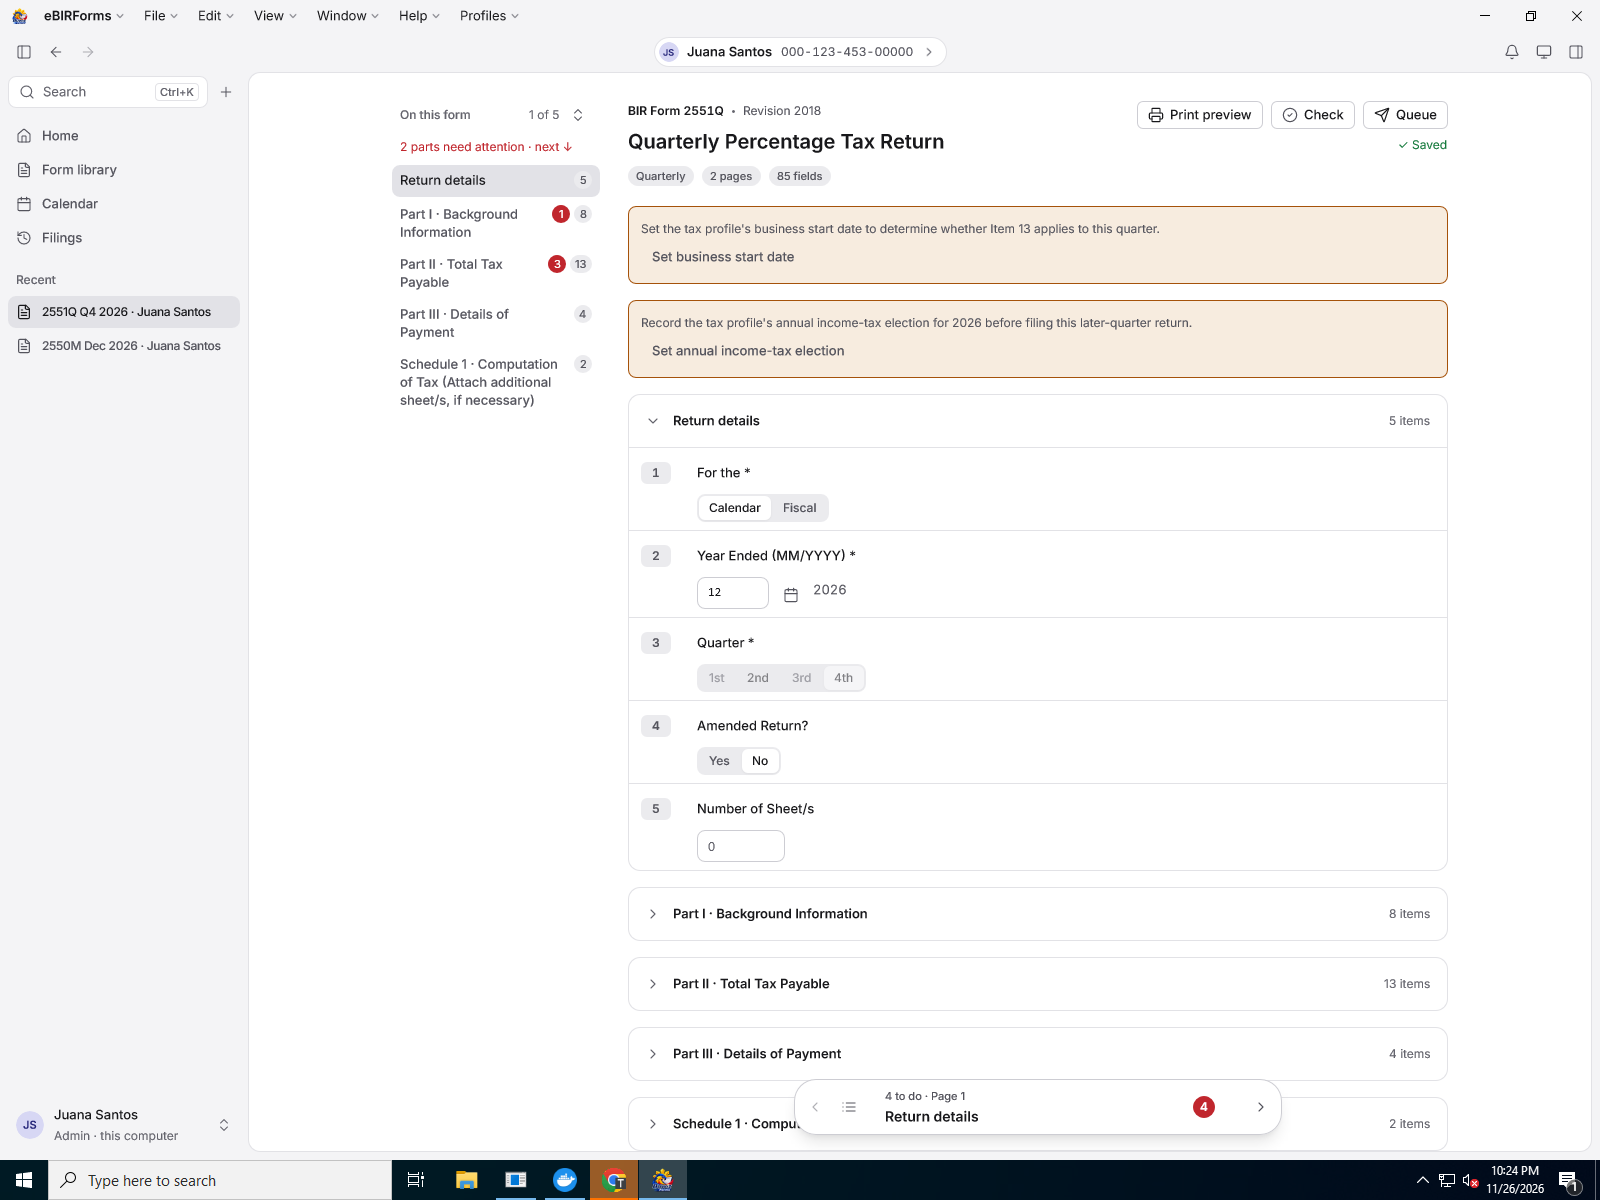 eBIRForms
File
Edit
View
Window
Help
Profiles
JS Juana Santos 000-123-453-00000
Search Ctrl+K
Home
Form library
Calendar
Filings
Recent
2551Q Q4 2026 · Juana Santos
2550M Dec 2026 · Juana Santos
On this form 1 of 5
2 parts need attention · next ↓
Return details 5
Part I · Background Information 1 8
Part II · Total Tax Payable 3 13
Part III · Details of Payment 4
Schedule 1 · Computation of Tax (Attach additional sheet/s, if necessary) 2
BIR Form 2551Q • Revision 2018
Quarterly Percentage Tax Return
Quarterly
2 pages
85 fields
Print preview
Check
Queue
Saved
Set the tax profile's business start date to determine whether Item 13 applies to this quarter.
Set business start date
Record the tax profile's annual income-tax election for 2026 before filing this later-quarter return.
Set annual income-tax election
Return details 5 items
1 For the *
Calendar Fiscal
2 Year Ended (MM/YYYY) *
12 2026
3 Quarter *
1st 2nd 3rd 4th
4 Amended Return?
Yes No
5 Number of Sheet/s
0
Part I · Background Information 8 items
Part II · Total Tax Payable 13 items
Part III · Details of Payment 4 items
Schedule 1 · Compu 2 items
4 to do · Page 1
Return details 4
JS Juana Santos
Admin · this computer
Type here to search
T
10:24 PM
11/26/2026
1